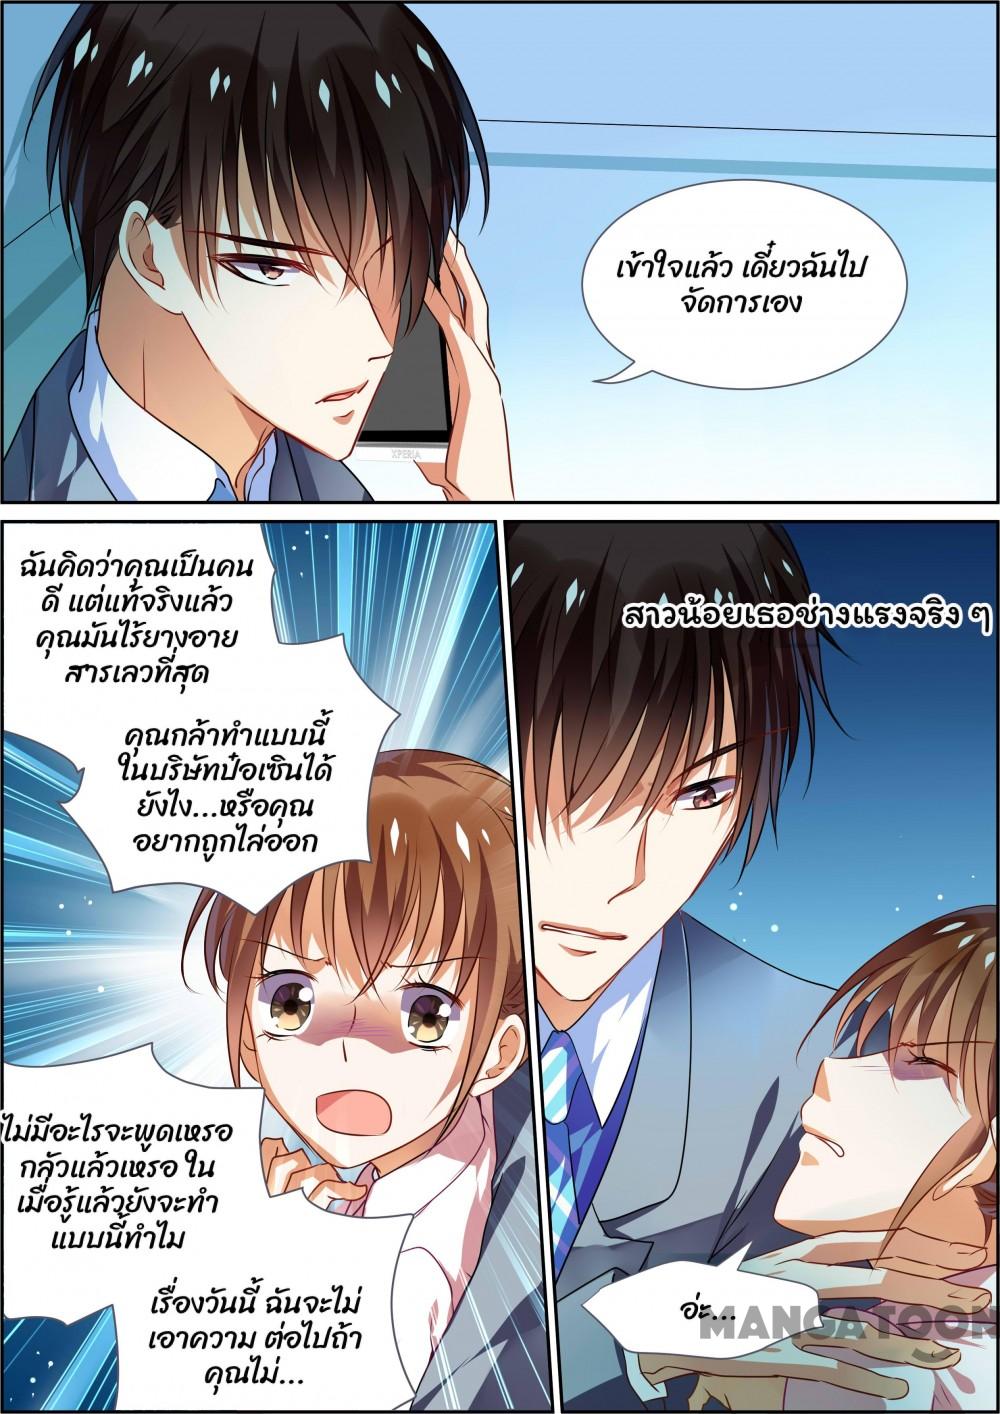 เข้าใจแล้ว เดี๋ยวฉันไป
จัดการเอง
XPERIA
ฉันคิดว่าคุณเป็นคน
ดี แต่แท้จริงแล้ว
คุณมันไร้ยางอาย
สารเลวที่สุด
คุณกล้าทำแบบนี้
ในบริษัทป๋อเซินได้
ยังไง...หรือคุณ
อยากถูกไล่ออก
ไม่มีอะไรจะพูดเหรอ
กลัวแล้วเหรอ ใน
เมื่อรู้แล้วยังจะทำ
แบบนี้ทำไม
เรื่องวันนี้ ฉันจะไม่
เอาความ ต่อไปถ้า
คุณไม่...
สาวน้อยเธอช่างแรงจริง ๆ
อ่ะ...
MANGATOON